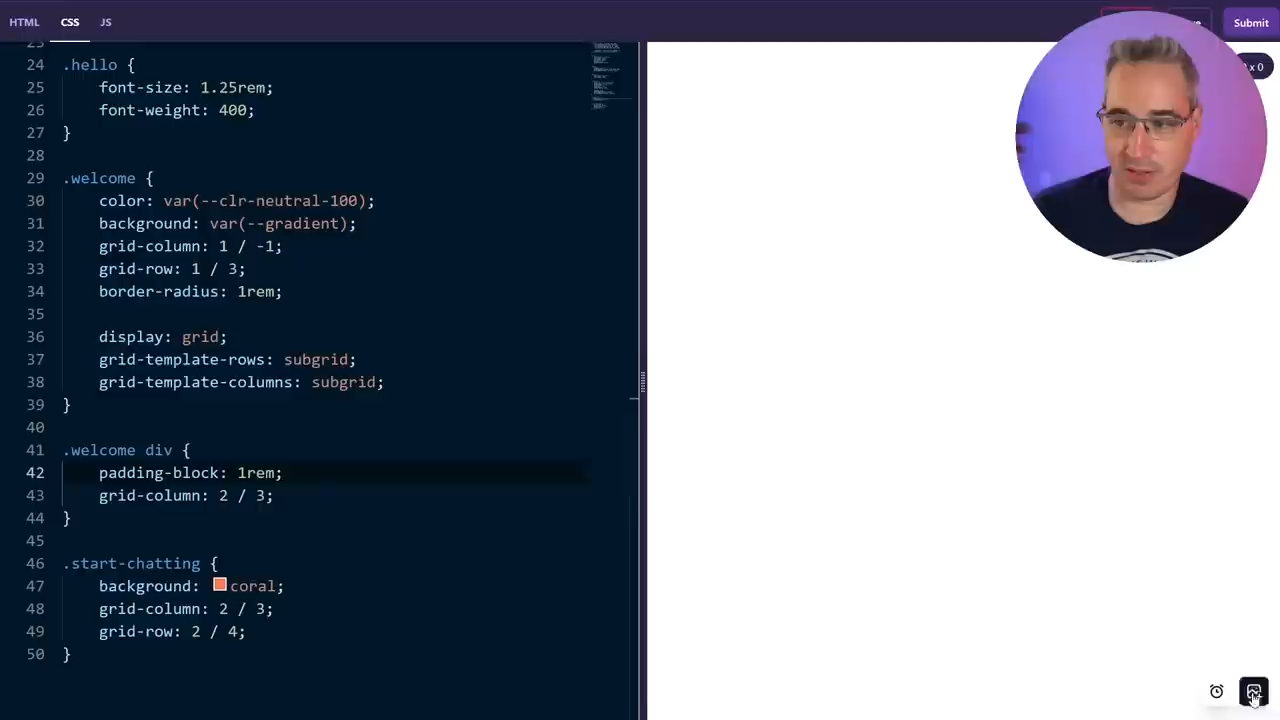 HTML CSS JS
Submit
x 0
24 .hello {
25 font-size: 1.25rem;
26 font-weight: 400;
27 }
28
29 .welcome {
30 color: var(--clr-neutral-100);
31 background: var(--gradient);
32 grid-column: 1 / -1;
33 grid-row: 1 / 3;
34 border-radius: 1rem;
35
36 display: grid;
37 grid-template-rows: subgrid;
38 grid-template-columns: subgrid;
39 }
40
41 .welcome div {
42 padding-block: 1rem;
43 grid-column: 2 / 3;
44 }
45
46 .start-chatting {
47 background: coral;
48 grid-column: 2 / 3;
49 grid-row: 2 / 4;
50 }